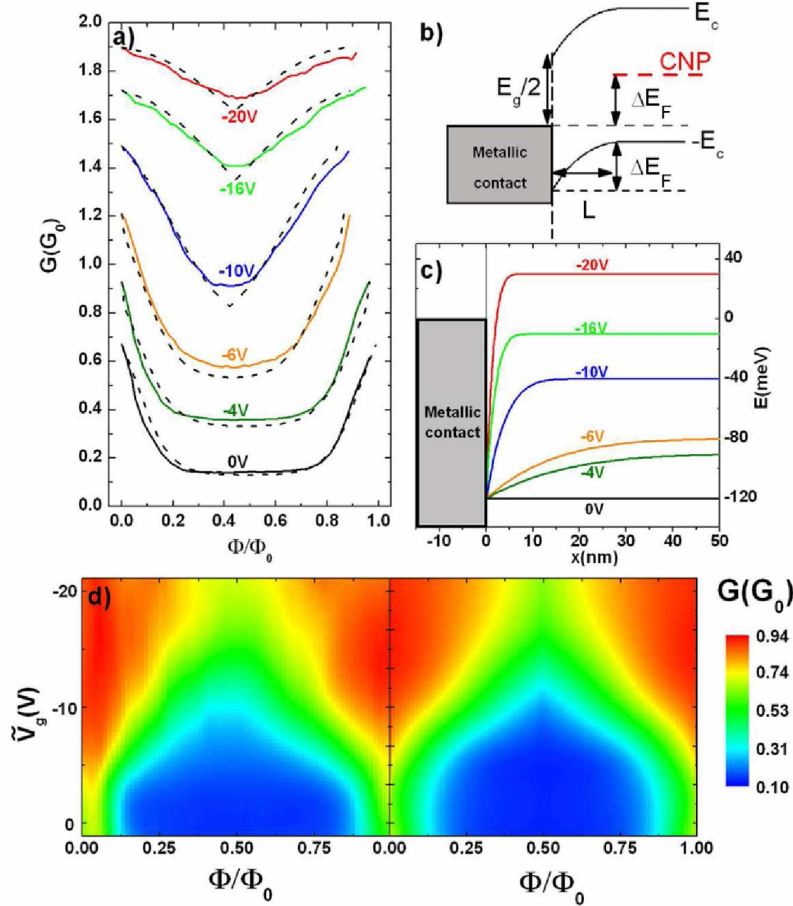 a)
G(G0)
2.0
1.8
1.6
1.4
1.2
1.0
0.8
0.6
0.4
0.2
0.0
-20V
-16V
-10V
-6V
-4V
0V
0.0 0.2 0.4 0.6 0.8 1.0
Φ/Φ0
b)
Ec
CNP
Eg/2
ΔEF
-Ec
Metallic
contact
ΔEF
L
c)
-20V
-16V
-10V
-6V
-4V
0V
Metallic
contact
40
0
-40
-80
-120
E(meV)
-10 0 10 20 30 40 50
x(nm)
d)
Ṽg(V)
-20
-10
0
0.00 0.25 0.50 0.75 0.00 0.25 0.50 0.75 1.00
Φ/Φ0 Φ/Φ0
G(G0)
0.94
0.74
0.53
0.31
0.10